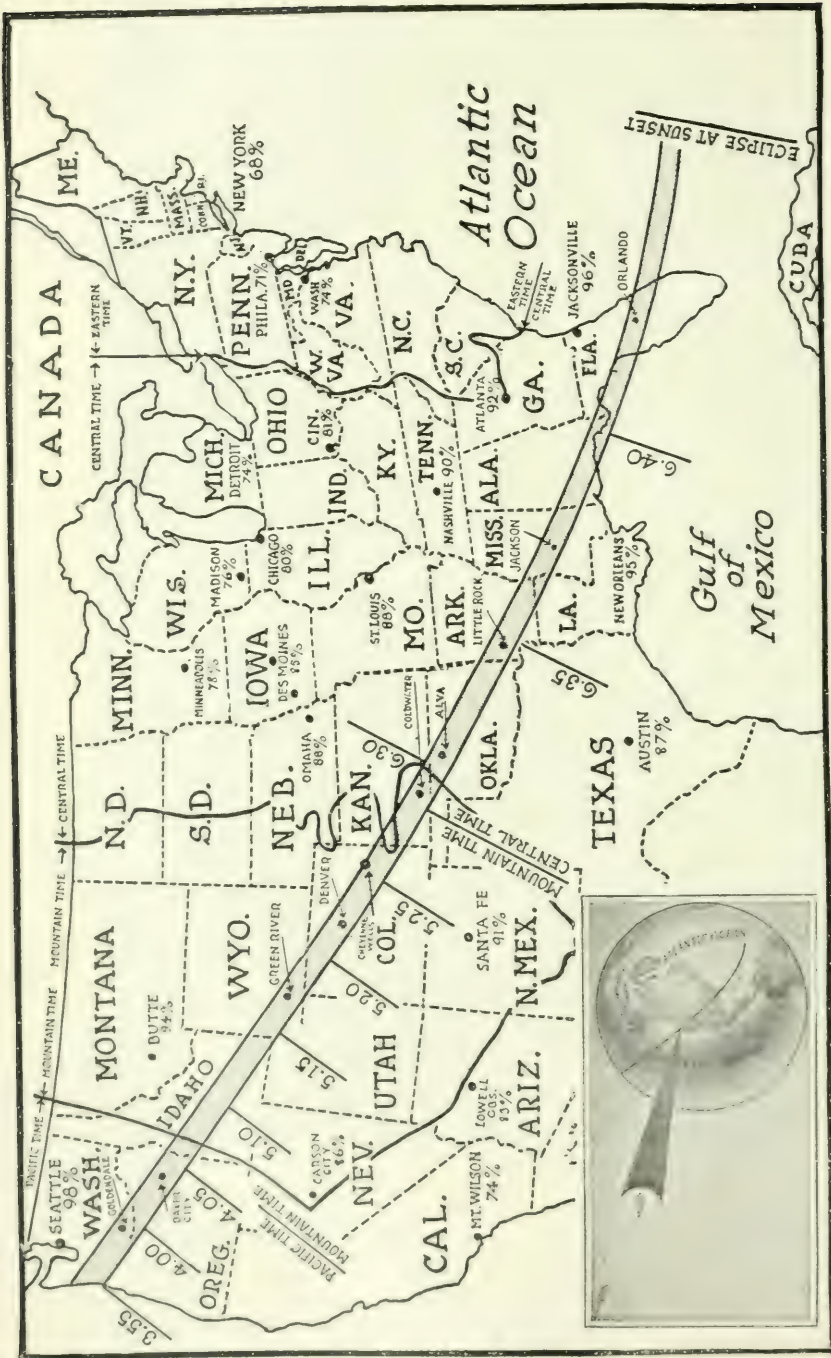 CANADA
PACIFIC TIME
MOUNTAIN TIME
MOUNTAIN TIME
CENTRAL TIME
CENTRAL TIME
EASTERN TIME
SEATTLE
98%
WASH.
GOLDENDALE
BAKER
CITY
OREG.
3.55
4.00
4.05
PACIFIC TIME
MOUNTAIN TIME
5.10
5.15
5.20
5.25
IDAHO
MONTANA
BUTTE
94%
WYO.
GREEN RIVER
NEV.
CARSON
CITY
86%
UTAH
CAL.
MT. WILSON
74%
LOWELL
OBS.
83%
ARIZ.
COL.
DENVER
CHEYENNE
WELLS
N.MEX.
SANTA FE
91%
MOUNTAIN TIME
CENTRAL TIME
N.D.
S.D.
NEB.
OMAHA
88%
KAN.
6.30
COLDWATER
ALVA
OKLA.
TEXAS
AUSTIN
87%
MINN.
MINNEAPOLIS
78%
IOWA
DES MOINES
85%
MO.
ST. LOUIS
88%
ARK.
LITTLE ROCK
6.35
LA.
NEW ORLEANS
95%
WIS.
MADISON
76%
CHICAGO
80%
ILL.
MICH.
DETROIT
74%
IND.
OHIO
CIN.
81%
KY.
TENN.
NASHVILLE 90%
MISS.
JACKSON
ALA.
6.40
GA.
ATLANTA
92%
FLA.
JACKSONVILLE
96%
ORLANDO
EASTERN
TIME
CENTRAL
TIME
S.C.
N.C.
VA.
W.
VA.
WASH
74%
MD
DEL
PENN.
PHILA. 71%
N.J.
N.Y.
NEW YORK
68%
VT.
N.H.
MASS.
CONN.
R.I.
ME.
Atlantic
Ocean
ECLIPSE AT SUNSET
CUBA
Gulf
of
Mexico
ATLANTIC OCEAN